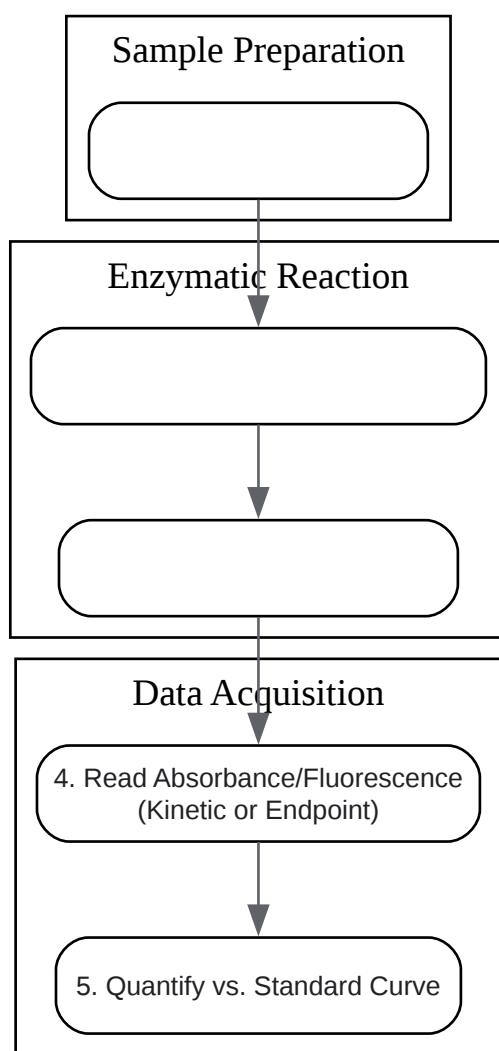 Sample Preparation
Enzymatic Reaction
Data Acquisition
4. Read Absorbance/Fluorescence
(Kinetic or Endpoint)
5. Quantify vs. Standard Curve